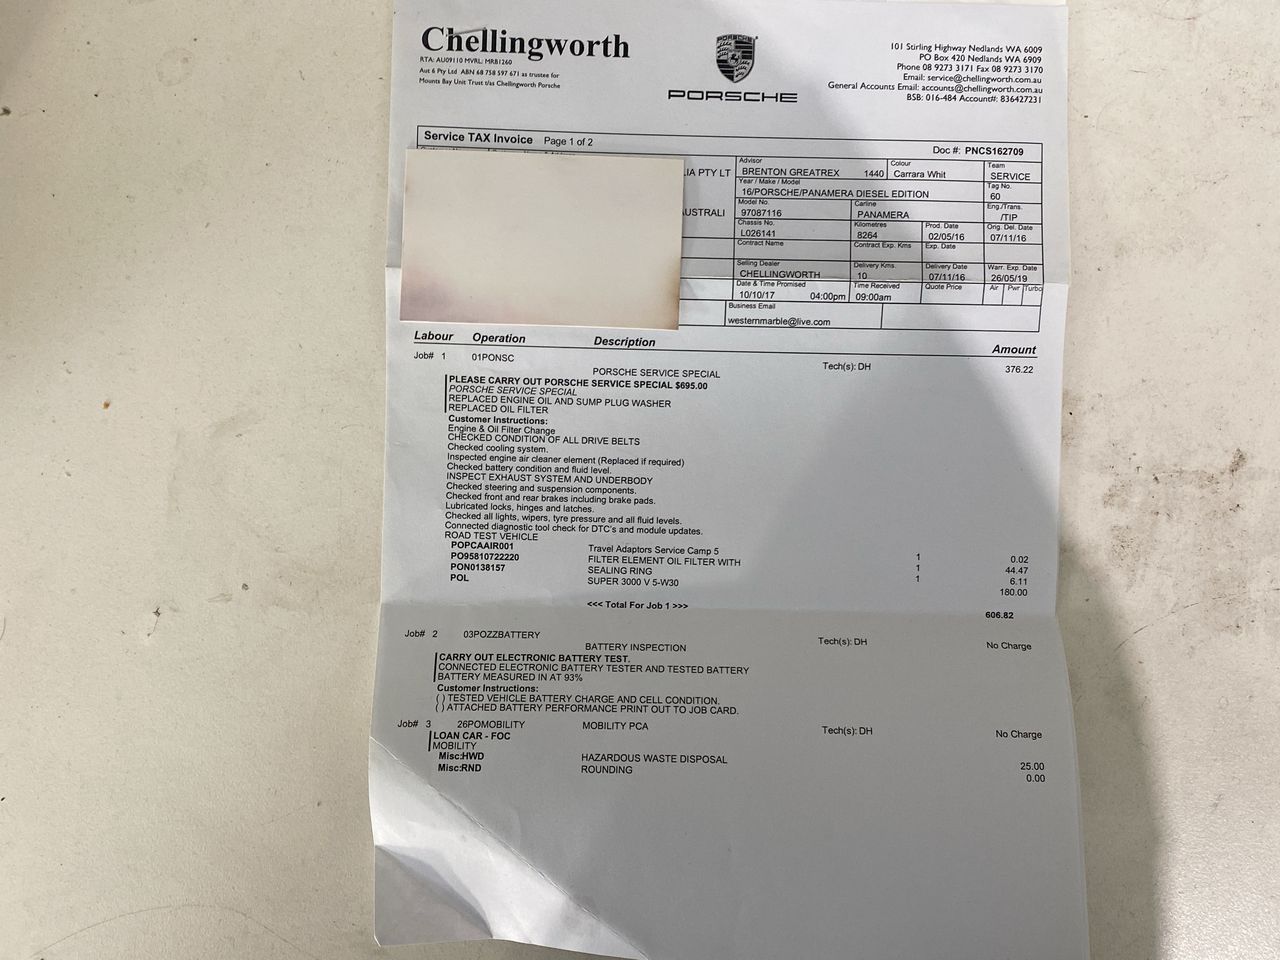 Chellingworth
RTA: AU09110 MVRL: MRB1260
Aut 6 Pty Ltd ABN 68 758 597 671 as trustee for
Mounts Bay Unit Trust t/as Chellingworth Porsche
PORSCHE
PORSCHE
101 Stirling Highway Nedlands WA 6009
PO Box 420 Nedlands WA 6909
Phone 08 9273 3171 Fax 08 9273 3170
Email: service@chellingworth.com.au
General Accounts Email: accounts@chellingworth.com.au
BSB: 016-484 Account#: 836427231
Service TAX Invoice Page 1 of 2 Doc #: PNCS162709
IA PTY LT
USTRALI
Advisor Colour Team
BRENTON GREATREX 1440 Carrara Whit SERVICE
Year / Make / Model Tag No.
16/PORSCHE/PANAMERA DIESEL EDITION 60
Model No. Carline Eng./Trans.
97087116 PANAMERA /TIP
Chassis No. Kilometres Prod. Date Orig. Del. Date
L026141 8264 02/05/16 07/11/16
Contract Name Contract Exp. Kms Exp. Date
Selling Dealer Delivery Kms. Delivery Date Warr. Exp. Date
CHELLINGWORTH 10 07/11/16 26/05/19
Date & Time Promised Time Received Quote Price Air Pwr Turbo
10/10/17 04:00pm 09:00am
Business Email
westernmarble@live.com
Labour Operation Description Amount
Job# 1 01PONSC PORSCHE SERVICE SPECIAL Tech(s): DH 376.22
PLEASE CARRY OUT PORSCHE SERVICE SPECIAL $695.00
PORSCHE SERVICE SPECIAL
REPLACED ENGINE OIL AND SUMP PLUG WASHER
REPLACED OIL FILTER
Customer Instructions:
Engine & Oil Filter Change
CHECKED CONDITION OF ALL DRIVE BELTS
Checked cooling system.
Inspected engine air cleaner element (Replaced if required)
Checked battery condition and fluid level.
INSPECT EXHAUST SYSTEM AND UNDERBODY
Checked steering and suspension components.
Checked front and rear brakes including brake pads.
Lubricated locks, hinges and latches.
Checked all lights, wipers, tyre pressure and all fluid levels.
Connected diagnostic tool check for DTC's and module updates.
ROAD TEST VEHICLE
POPCAAIR001 Travel Adaptors Service Camp 5 1 0.02
PO95810722220 FILTER ELEMENT OIL FILTER WITH 1 44.47
PON0138157 SEALING RING 1 6.11
POL SUPER 3000 V 5-W30 180.00
<<< Total For Job 1 >>> 606.82
Job# 2 03POZZBATTERY BATTERY INSPECTION Tech(s): DH No Charge
CARRY OUT ELECTRONIC BATTERY TEST.
CONNECTED ELECTRONIC BATTERY TESTER AND TESTED BATTERY
BATTERY MEASURED IN AT 93%
Customer Instructions:
( ) TESTED VEHICLE BATTERY CHARGE AND CELL CONDITION.
( ) ATTACHED BATTERY PERFORMANCE PRINT OUT TO JOB CARD.
Job# 3 26POMOBILITY MOBILITY PCA Tech(s): DH No Charge
LOAN CAR - FOC
MOBILITY
Misc:HWD HAZARDOUS WASTE DISPOSAL 25.00
Misc:RND ROUNDING 0.00